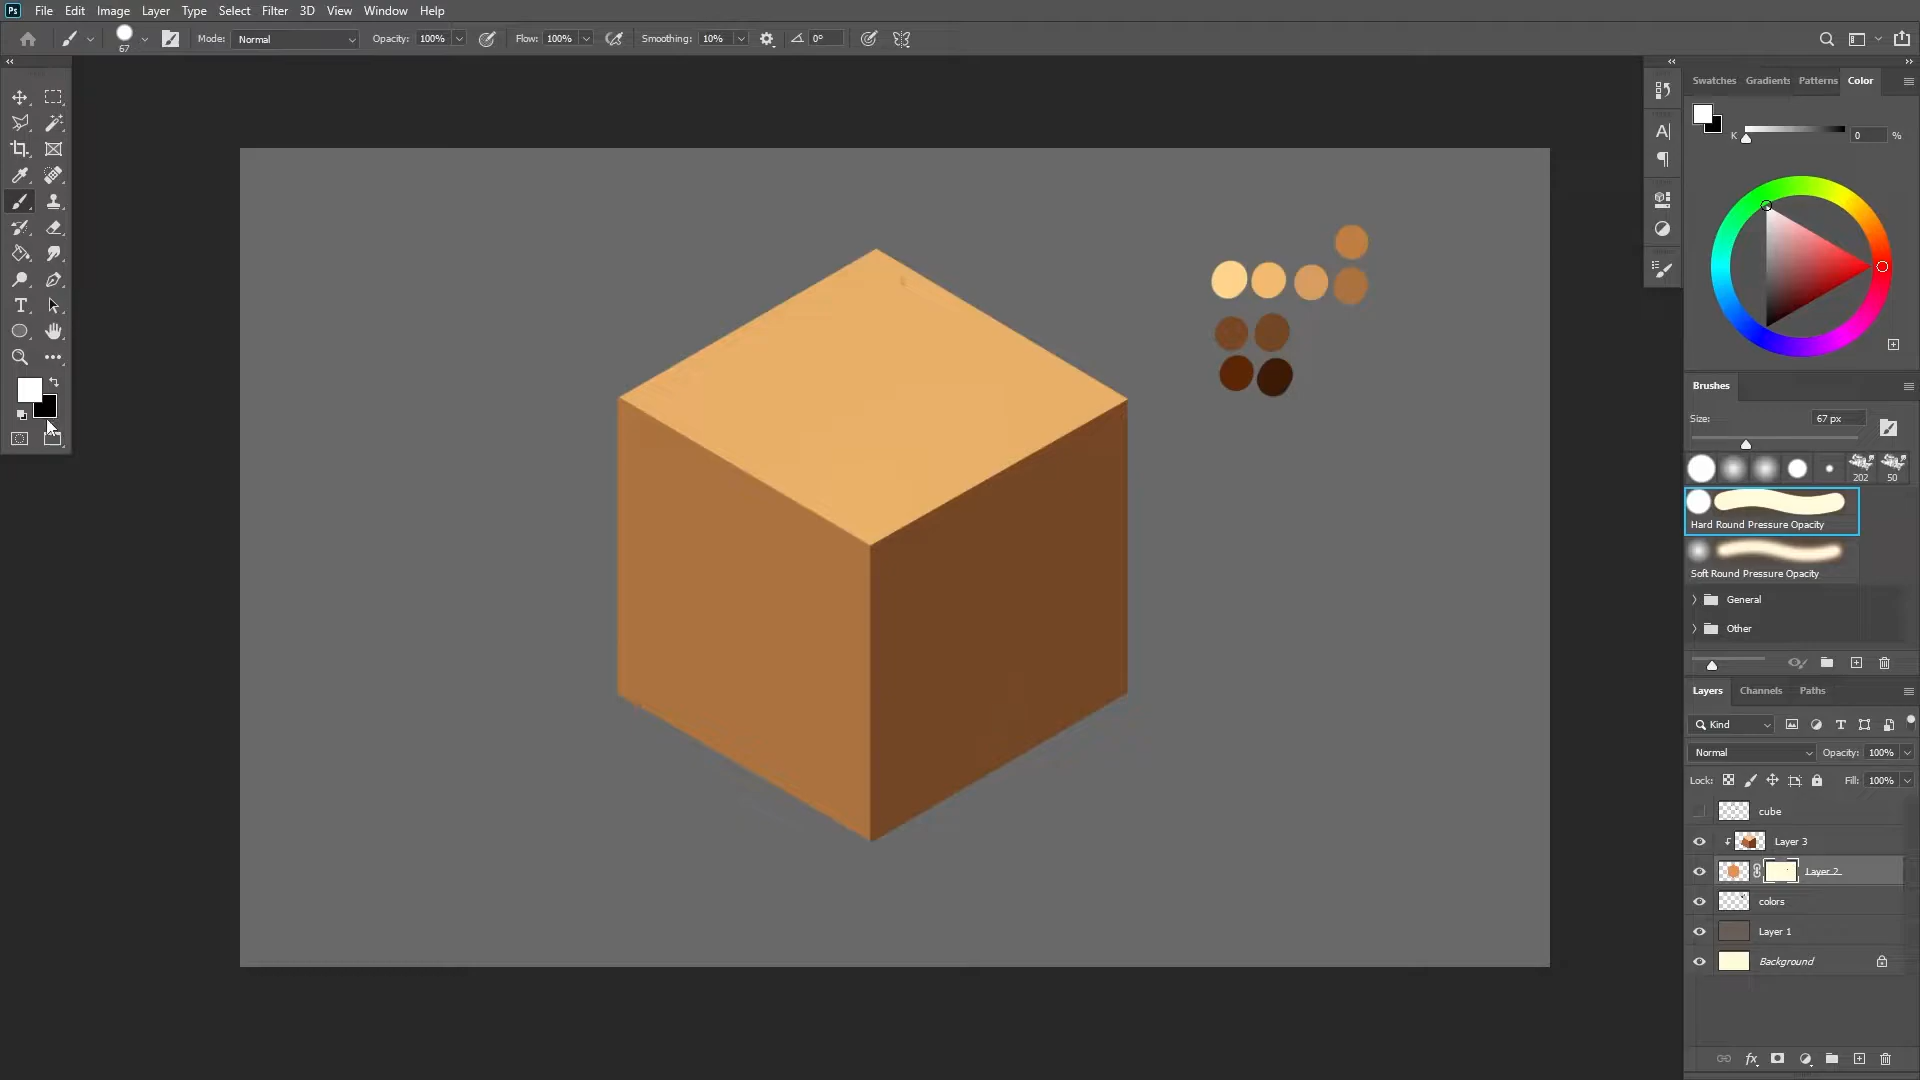 Ps File Edit Image Layer Type Select Filter 3D View Window Help
67 Mode: Normal Opacity: 100% Flow: 100% Smoothing: 10% 0°
Swatches Gradients Patterns Color
K 0 %
Brushes
Size: 67 px
202 50
Hard Round Pressure Opacity
Soft Round Pressure Opacity
General
Other
Layers Channels Paths
Kind
Normal Opacity: 100%
Lock: Fill: 100%
cube
Layer 3
Layer 2
colors
Layer 1
Background